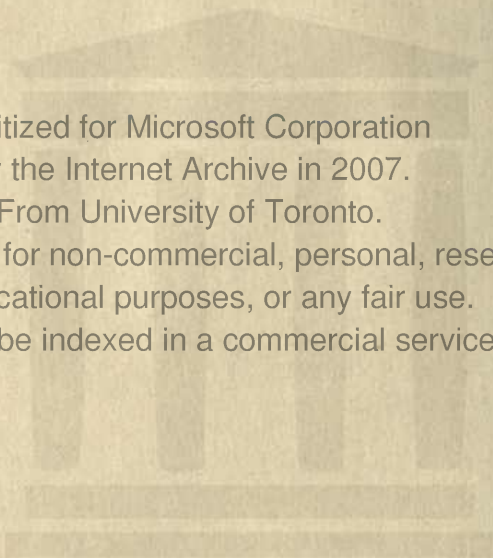 itized for Microsoft Corporation
the Internet Archive in 2007.
From University of Toronto.
for non-commercial, personal, rese
cational purposes, or any fair use.
be indexed in a commercial service